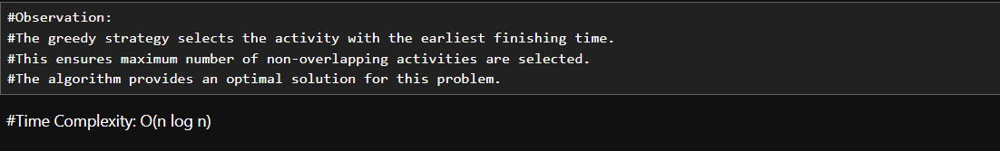 #Observation:
#The greedy strategy selects the activity with the earliest finishing time.
#This ensures maximum number of non-overlapping activities are selected.
#The algorithm provides an optimal solution for this problem.
#Time Complexity: O(n log n)